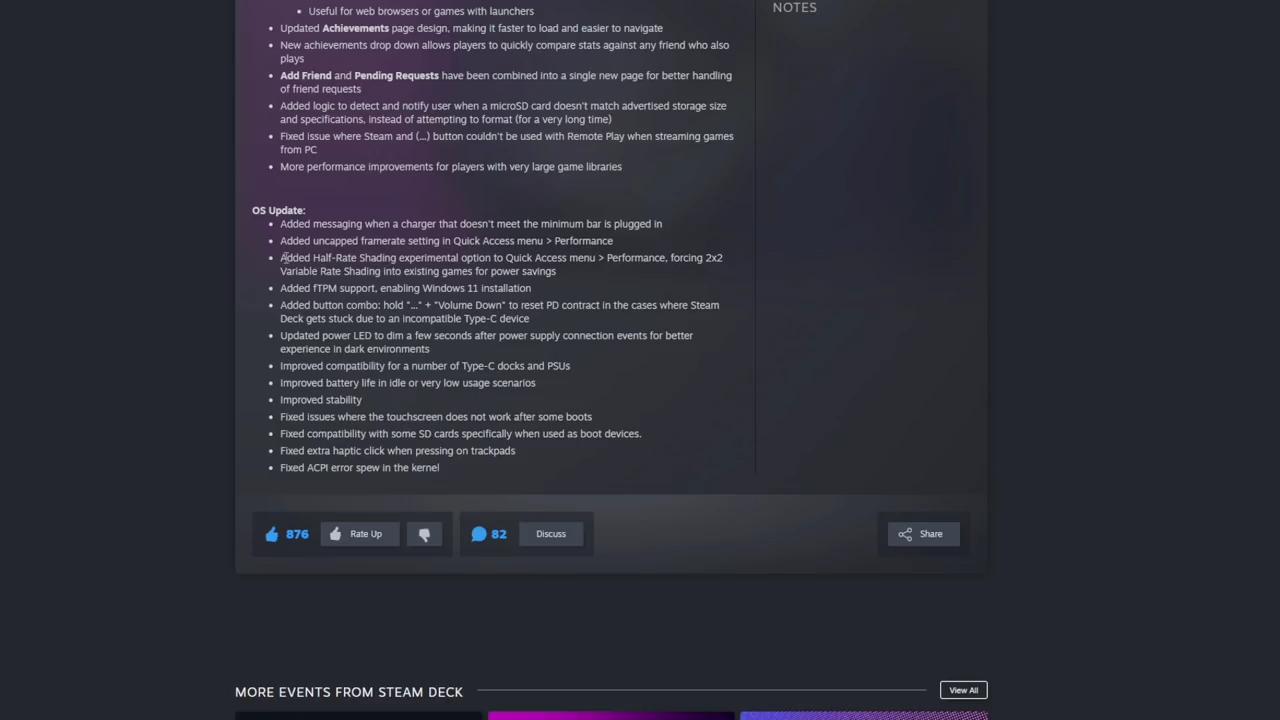 NOTES
Useful for web browsers or games with launchers
Updated Achievements page design, making it faster to load and easier to navigate
New achievements drop down allows players to quickly compare stats against any friend who also
plays
Add Friend and Pending Requests have been combined into a single new page for better handling
of friend requests
Added logic to detect and notify user when a microSD card doesn't match advertised storage size
and specifications, instead of attempting to format (for a very long time)
Fixed issue where Steam and (...) button couldn't be used with Remote Play when streaming games
from PC
More performance improvements for players with very large game libraries
OS Update:
Added messaging when a charger that doesn't meet the minimum bar is plugged in
Added uncapped framerate setting in Quick Access menu > Performance
Added Half-Rate Shading experimental option to Quick Access menu > Performance, forcing 2x2
Variable Rate Shading into existing games for power savings
Added fTPM support, enabling Windows 11 installation
Added button combo: hold "..." + "Volume Down" to reset PD contract in the cases where Steam
Deck gets stuck due to an incompatible Type-C device
Updated power LED to dim a few seconds after power supply connection events for better
experience in dark environments
Improved compatibility for a number of Type-C docks and PSUs
Improved battery life in idle or very low usage scenarios
Improved stability
Fixed issues where the touchscreen does not work after some boots
Fixed compatibility with some SD cards specifically when used as boot devices.
Fixed extra haptic click when pressing on trackpads
Fixed ACPI error spew in the kernel
876 Rate Up 82 Discuss Share
MORE EVENTS FROM STEAM DECK View All